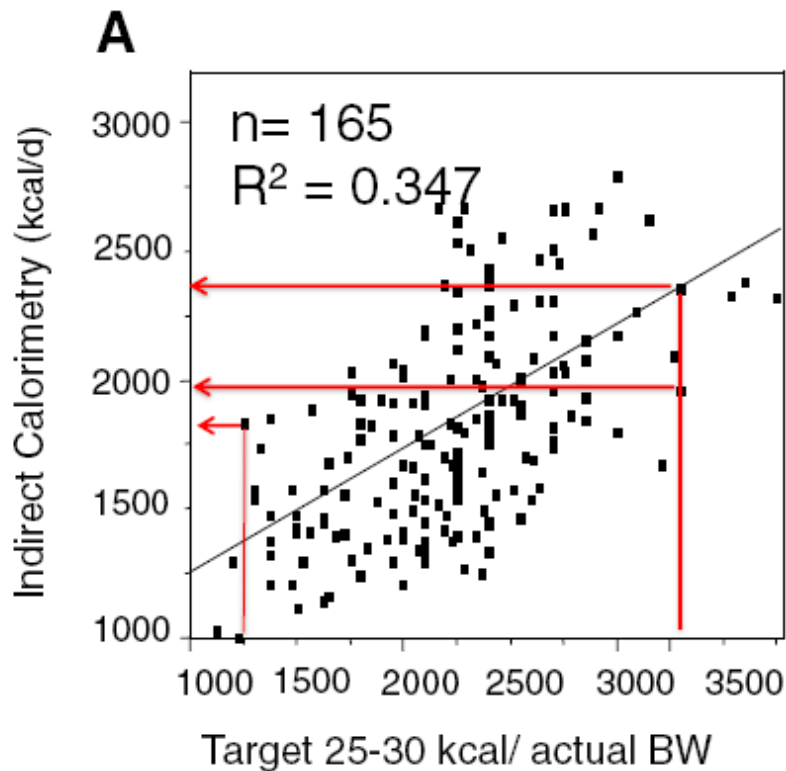 A
n= 165
R² = 0.347
Indirect Calorimetry (kcal/d)
3000
2500
2000
1500
1000
1000 1500 2000 2500 3000 3500
Target 25-30 kcal/ actual BW